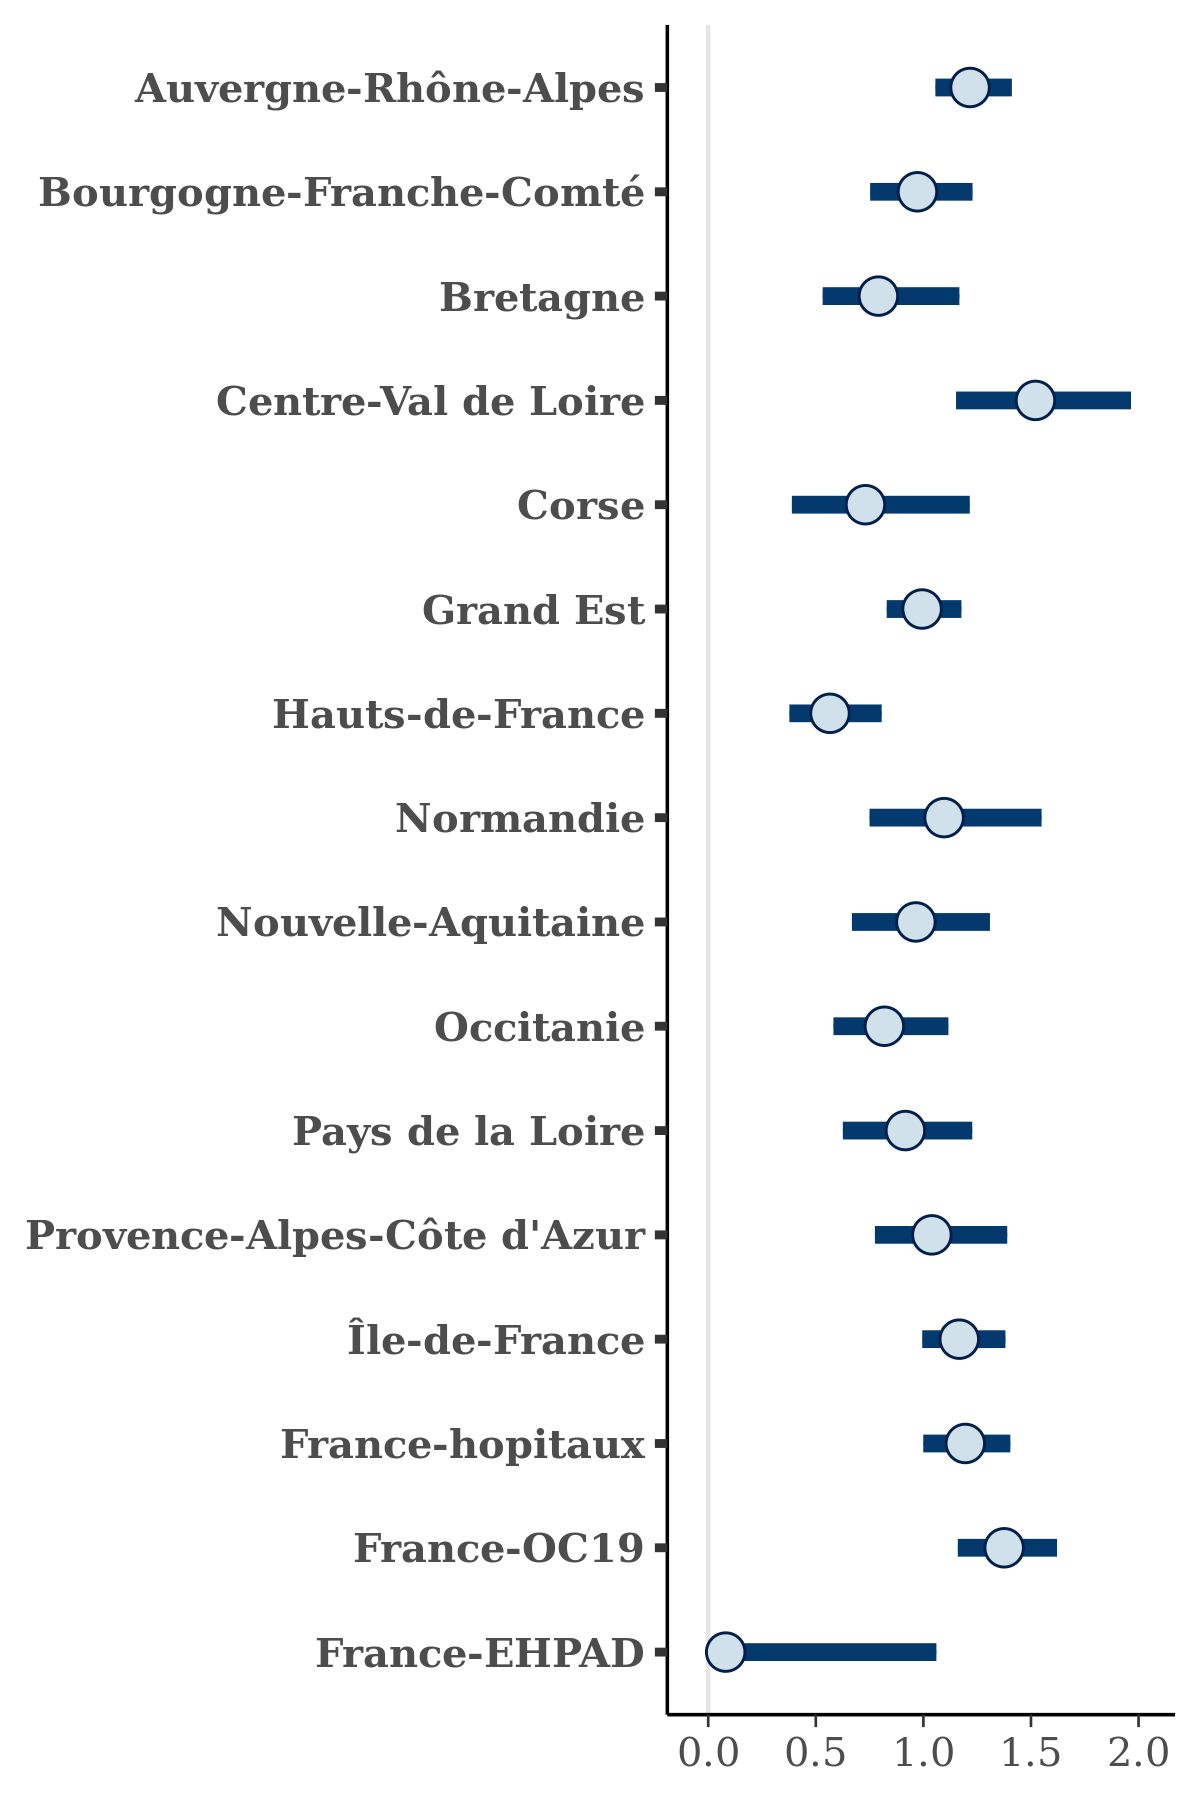 Auvergne-Rhône-Alpes
Bourgogne-Franche-Comté
Bretagne
Centre-Val de Loire
Corse
Grand Est
Hauts-de-France
Normandie
Nouvelle-Aquitaine
Occitanie
Pays de la Loire
Provence-Alpes-Côte d'Azur
Île-de-France
France-hopitaux
France-OC19
France-EHPAD
0.0 0.5 1.0 1.5 2.0